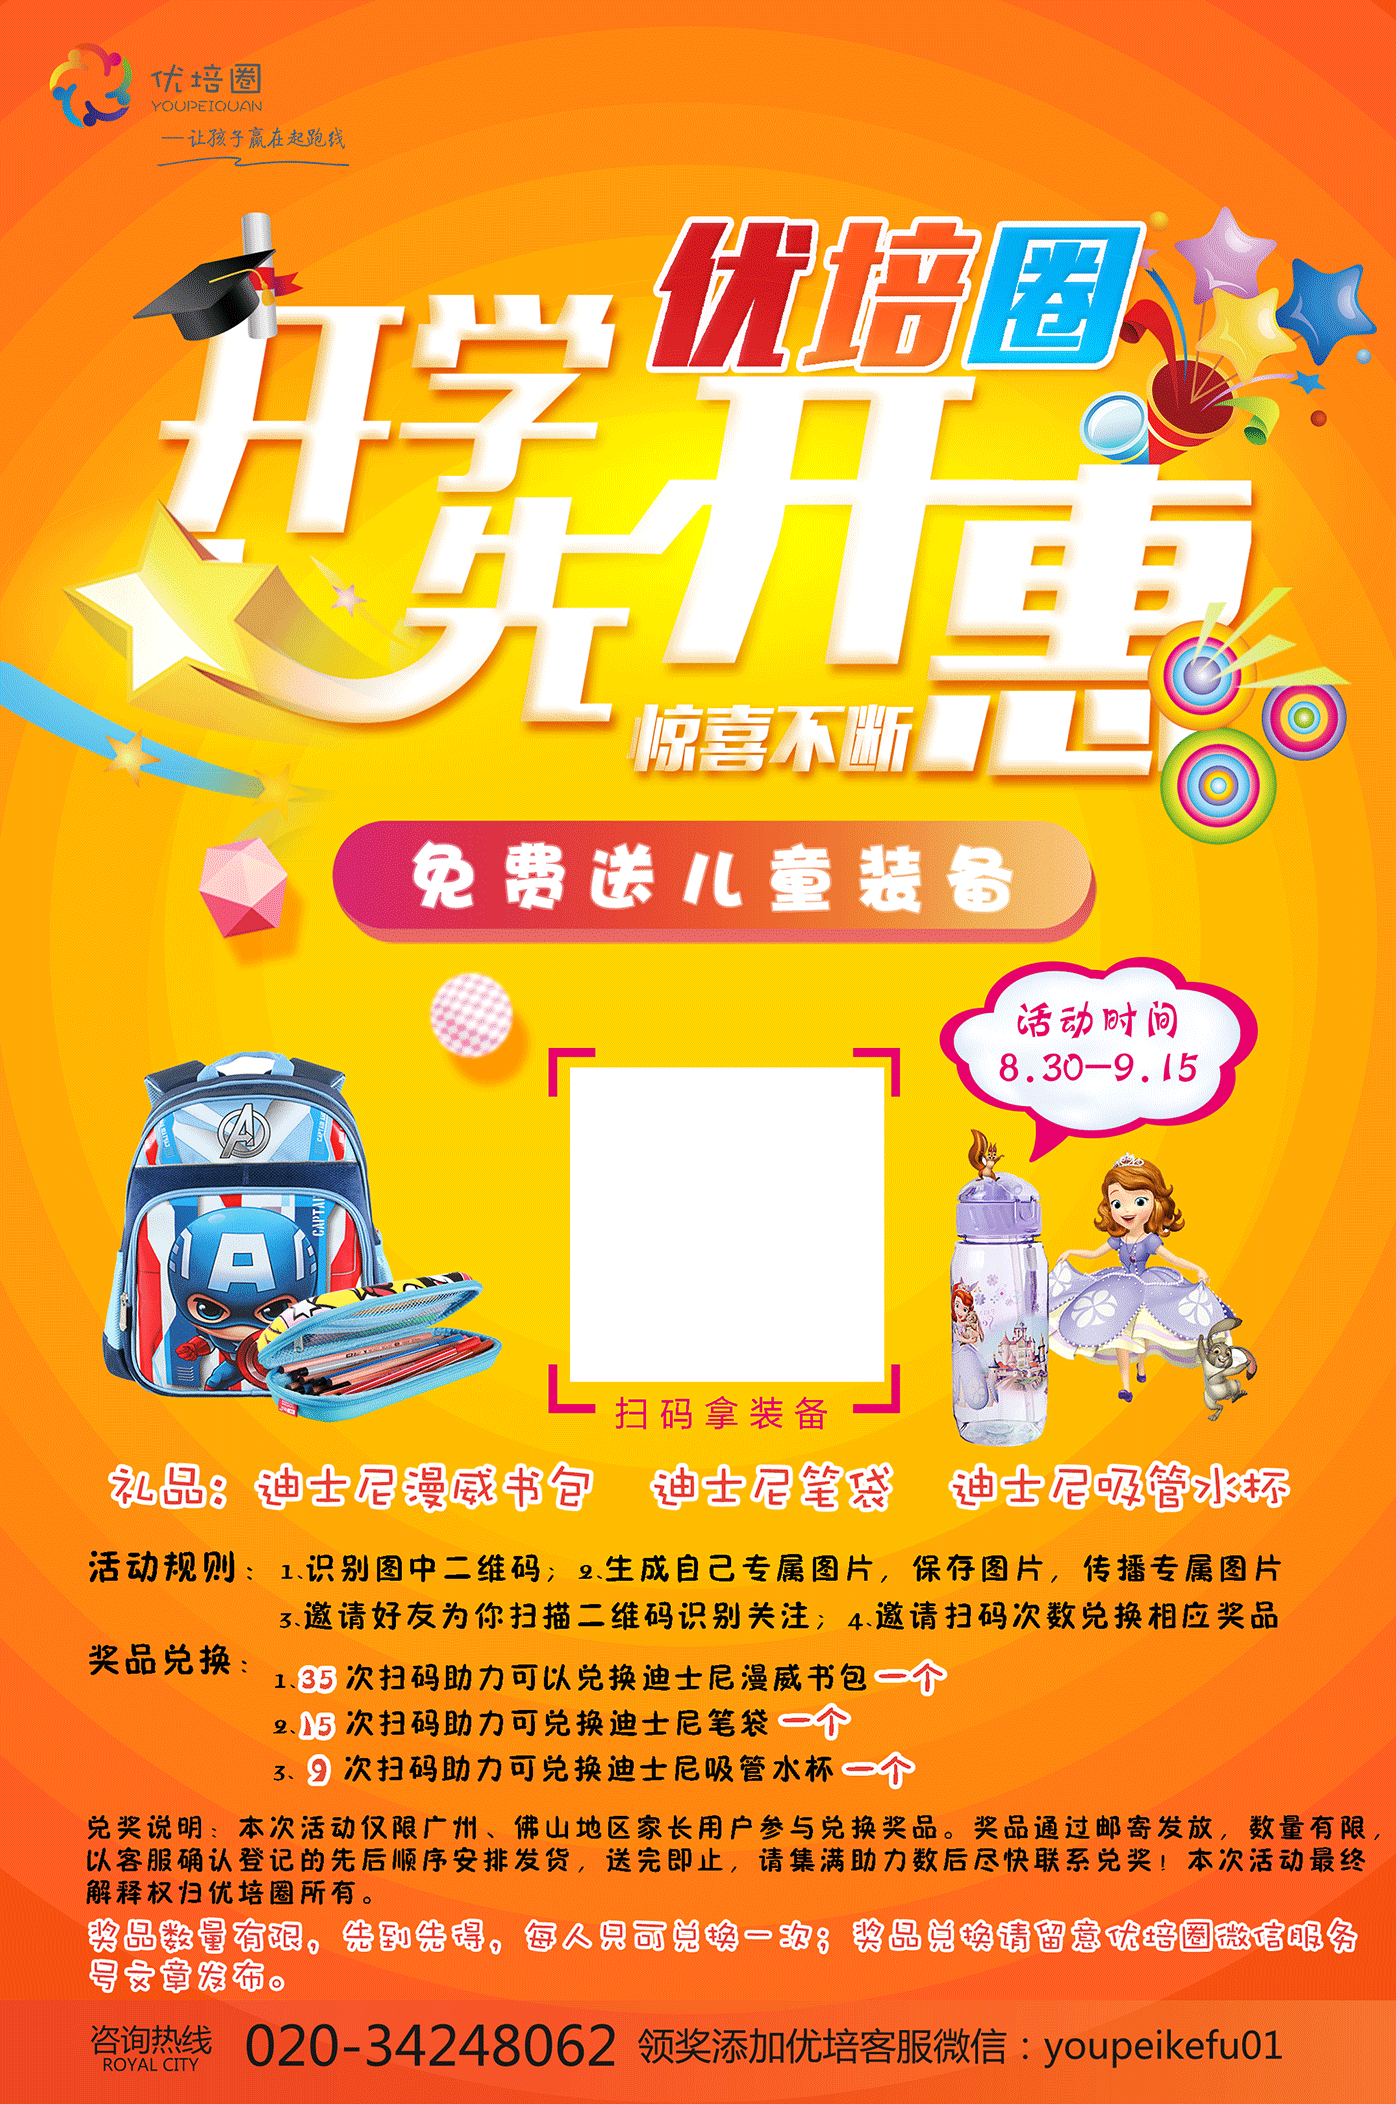 优培圈
YOUPEIQUAN
—让孩子赢在起跑线
优培圈
开学
先开惠
惊喜不断
免费送儿童装备
活动时间
8.30—9.15
A
CAPTAIN
A
扫码拿装备
礼品：迪士尼漫威书包 迪士尼笔袋 迪士尼吸管水杯
活动规则：1、识别图中二维码；2、生成自己专属图片，保存图片，传播专属图片
3、邀请好友为你扫描二维码识别关注；4、邀请扫码次数兑换相应奖品
奖品兑换：
1、35 次扫码助力可以兑换迪士尼漫威书包一个
2、15 次扫码助力可兑换迪士尼笔袋一个
3、9 次扫码助力可兑换迪士尼吸管水杯一个
兑奖说明：本次活动仅限广州、佛山地区家长用户参与兑换奖品。奖品通过邮寄发放，数量有限，
以客服确认登记的先后顺序安排发货，送完即止，请集满助力数后尽快联系兑奖！本次活动最终
解释权归优培圈所有。
奖品数量有限，先到先得，每人只可兑换一次；奖品兑换请留意优培圈微信服务
号文章发布。
咨询热线 020-34248062 领奖添加优培客服微信：youpeikefu01
ROYAL CITY